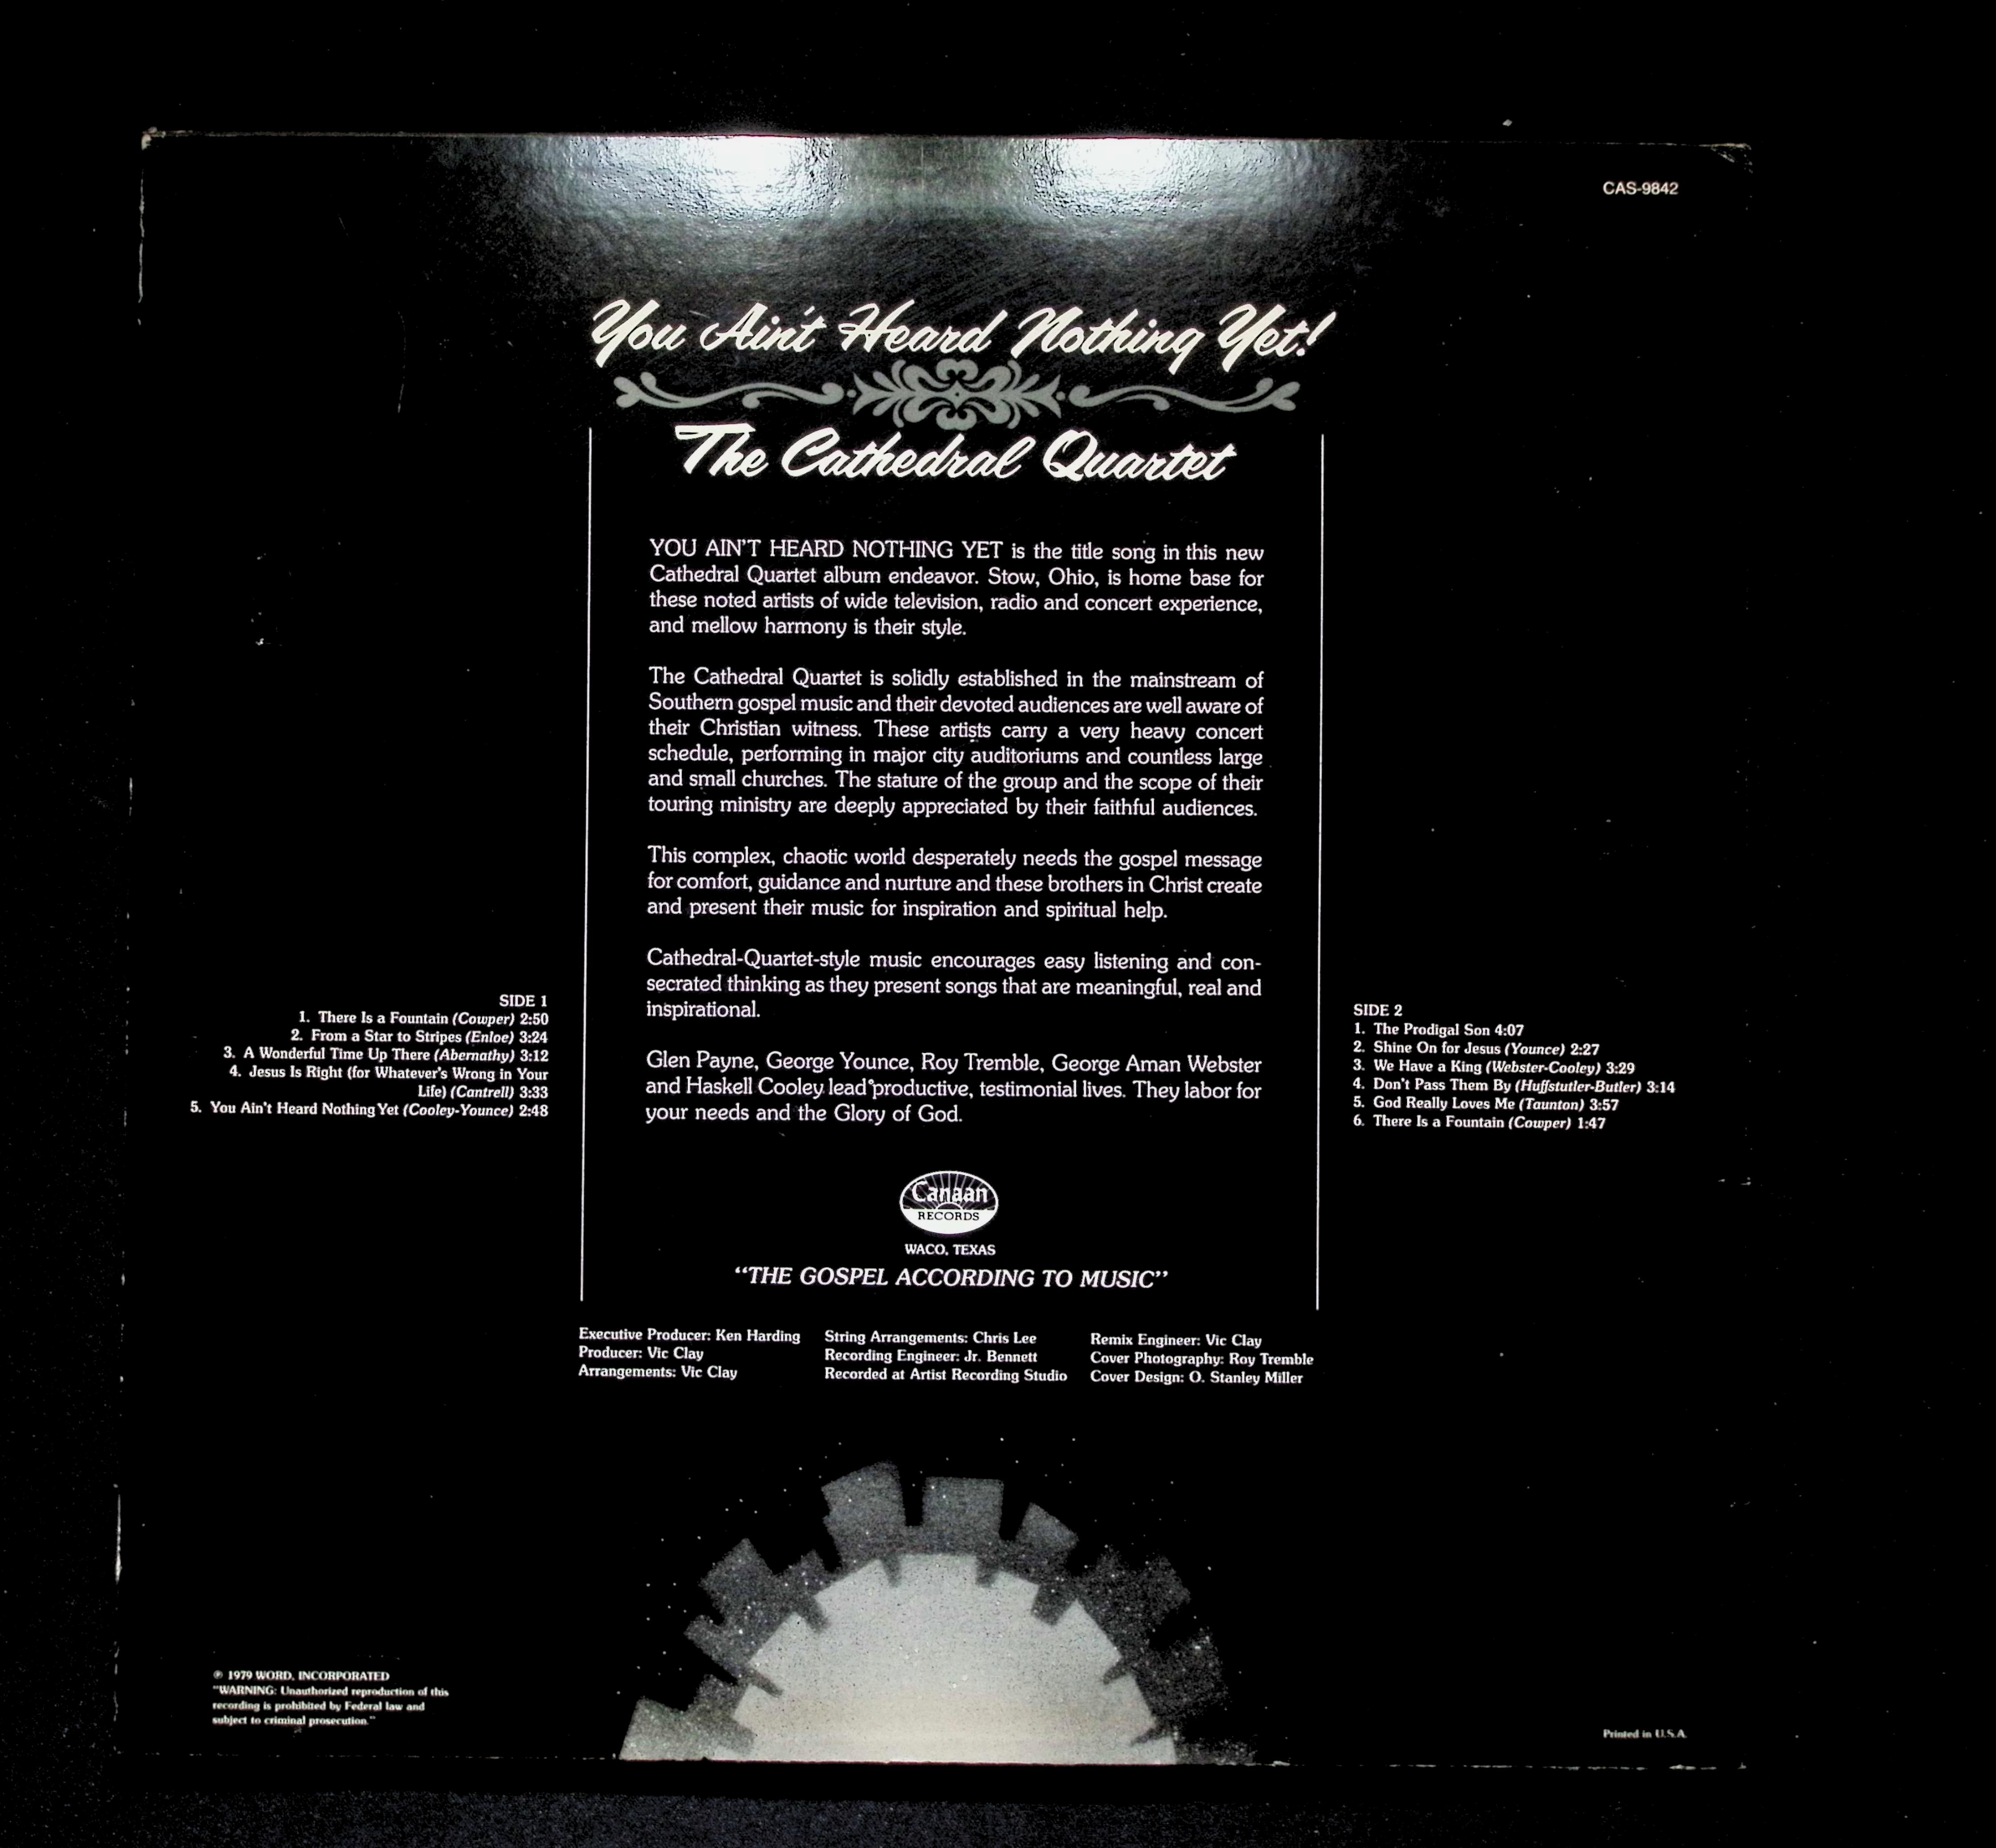 CAS-9842
You Ain't Heard Nothing Yet!
The Cathedral Quartet
YOU AIN'T HEARD NOTHING YET is the title song in this new
Cathedral Quartet album endeavor. Stow, Ohio, is home base for
these noted artists of wide television, radio and concert experience,
and mellow harmony is their style.
The Cathedral Quartet is solidly established in the mainstream of
Southern gospel music and their devoted audiences are well aware of
their Christian witness. These artists carry a very heavy concert
schedule, performing in major city auditoriums and countless large
and small churches. The stature of the group and the scope of their
touring ministry are deeply appreciated by their faithful audiences.
This complex, chaotic world desperately needs the gospel message
for comfort, guidance and nurture and these brothers in Christ create
and present their music for inspiration and spiritual help.
Cathedral-Quartet-style music encourages easy listening and con-
secrated thinking as they present songs that are meaningful, real and
inspirational.
Glen Payne, George Younce, Roy Tremble, George Aman Webster
and Haskell Cooley lead productive, testimonial lives. They labor for
your needs and the Glory of God.
SIDE 1
1. There Is a Fountain (Cowper) 2:50
2. From a Star to Stripes (Enloe) 3:24
3. A Wonderful Time Up There (Abernathy) 3:12
4. Jesus Is Right (for Whatever's Wrong in Your
Life) (Cantrell) 3:33
5. You Ain't Heard Nothing Yet (Cooley-Younce) 2:48
SIDE 2
1. The Prodigal Son 4:07
2. Shine On for Jesus (Younce) 2:27
3. We Have a King (Webster-Cooley) 3:29
4. Don't Pass Them By (Huffstutler-Butler) 3:14
5. God Really Loves Me (Taunton) 3:57
6. There Is a Fountain (Cowper) 1:47
Canaan
RECORDS
WACO, TEXAS
"THE GOSPEL ACCORDING TO MUSIC"
Executive Producer: Ken Harding
Producer: Vic Clay
Arrangements: Vic Clay
String Arrangements: Chris Lee
Recording Engineer: Jr. Bennett
Recorded at Artist Recording Studio
Remix Engineer: Vic Clay
Cover Photography: Roy Tremble
Cover Design: O. Stanley Miller
℗ 1979 WORD, INCORPORATED
"WARNING: Unauthorized reproduction of this
recording is prohibited by Federal law and
subject to criminal prosecution."
Printed in U.S.A.